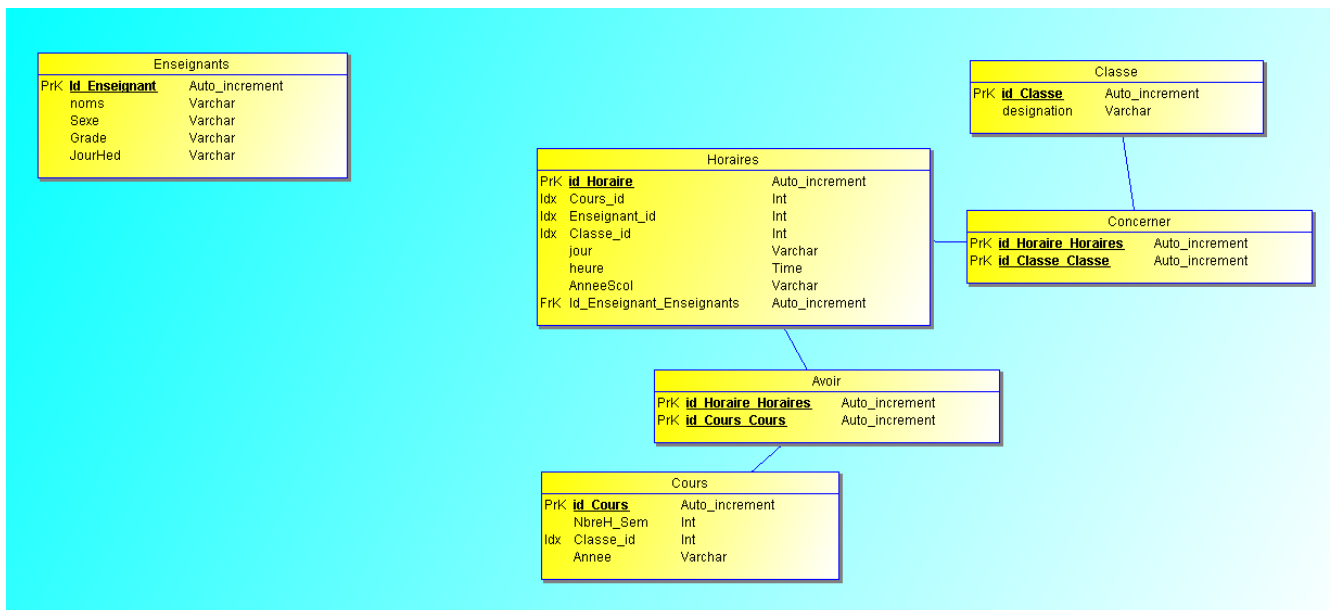 Enseignants
PrK Id_Enseignant Auto_increment
noms Varchar
Sexe Varchar
Grade Varchar
JourHed Varchar
Classe
PrK id_Classe Auto_increment
designation Varchar
Horaires
PrK id_Horaire Auto_increment
Idx Cours_id Int
Idx Enseignant_id Int
Idx Classe_id Int
jour Varchar
heure Time
AnneeScol Varchar
FrK Id_Enseignant_Enseignants Auto_increment
Concerner
PrK id_Horaire_Horaires Auto_increment
PrK id_Classe_Classe Auto_increment
Avoir
PrK id_Horaire_Horaires Auto_increment
PrK id_Cours_Cours Auto_increment
Cours
PrK id_Cours Auto_increment
NbreH_Sem Int
Idx Classe_id Int
Annee Varchar